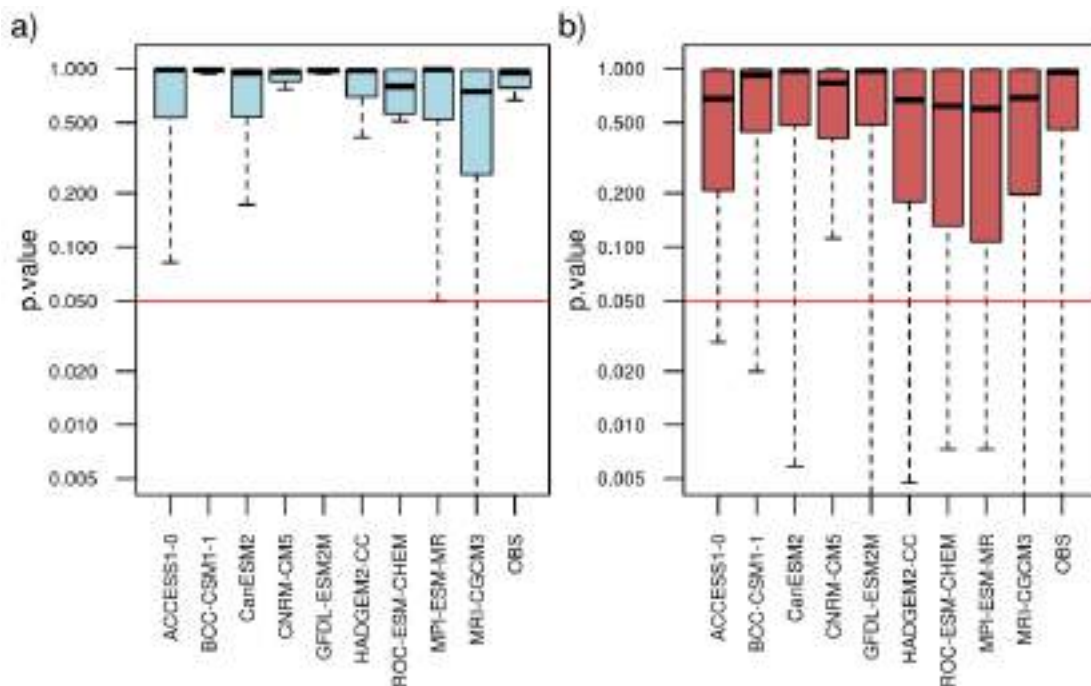 a)
p.value
1.000
0.500
0.200
0.100
0.050
0.020
0.010
0.005
ACCESS1-0
BCC-CSM1-1
CanESM2
CNRM-CM5
GFDL-ESM2M
HADGEM2-CC
ROC-ESM-CHEM
MPI-ESM-MR
MRI-CGCM3
OBS
b)
p.value
1.000
0.500
0.200
0.100
0.050
0.020
0.010
0.005
ACCESS1-0
BCC-CSM1-1
CanESM2
CNRM-CM5
GFDL-ESM2M
HADGEM2-CC
ROC-ESM-CHEM
MPI-ESM-MR
MRI-CGCM3
OBS